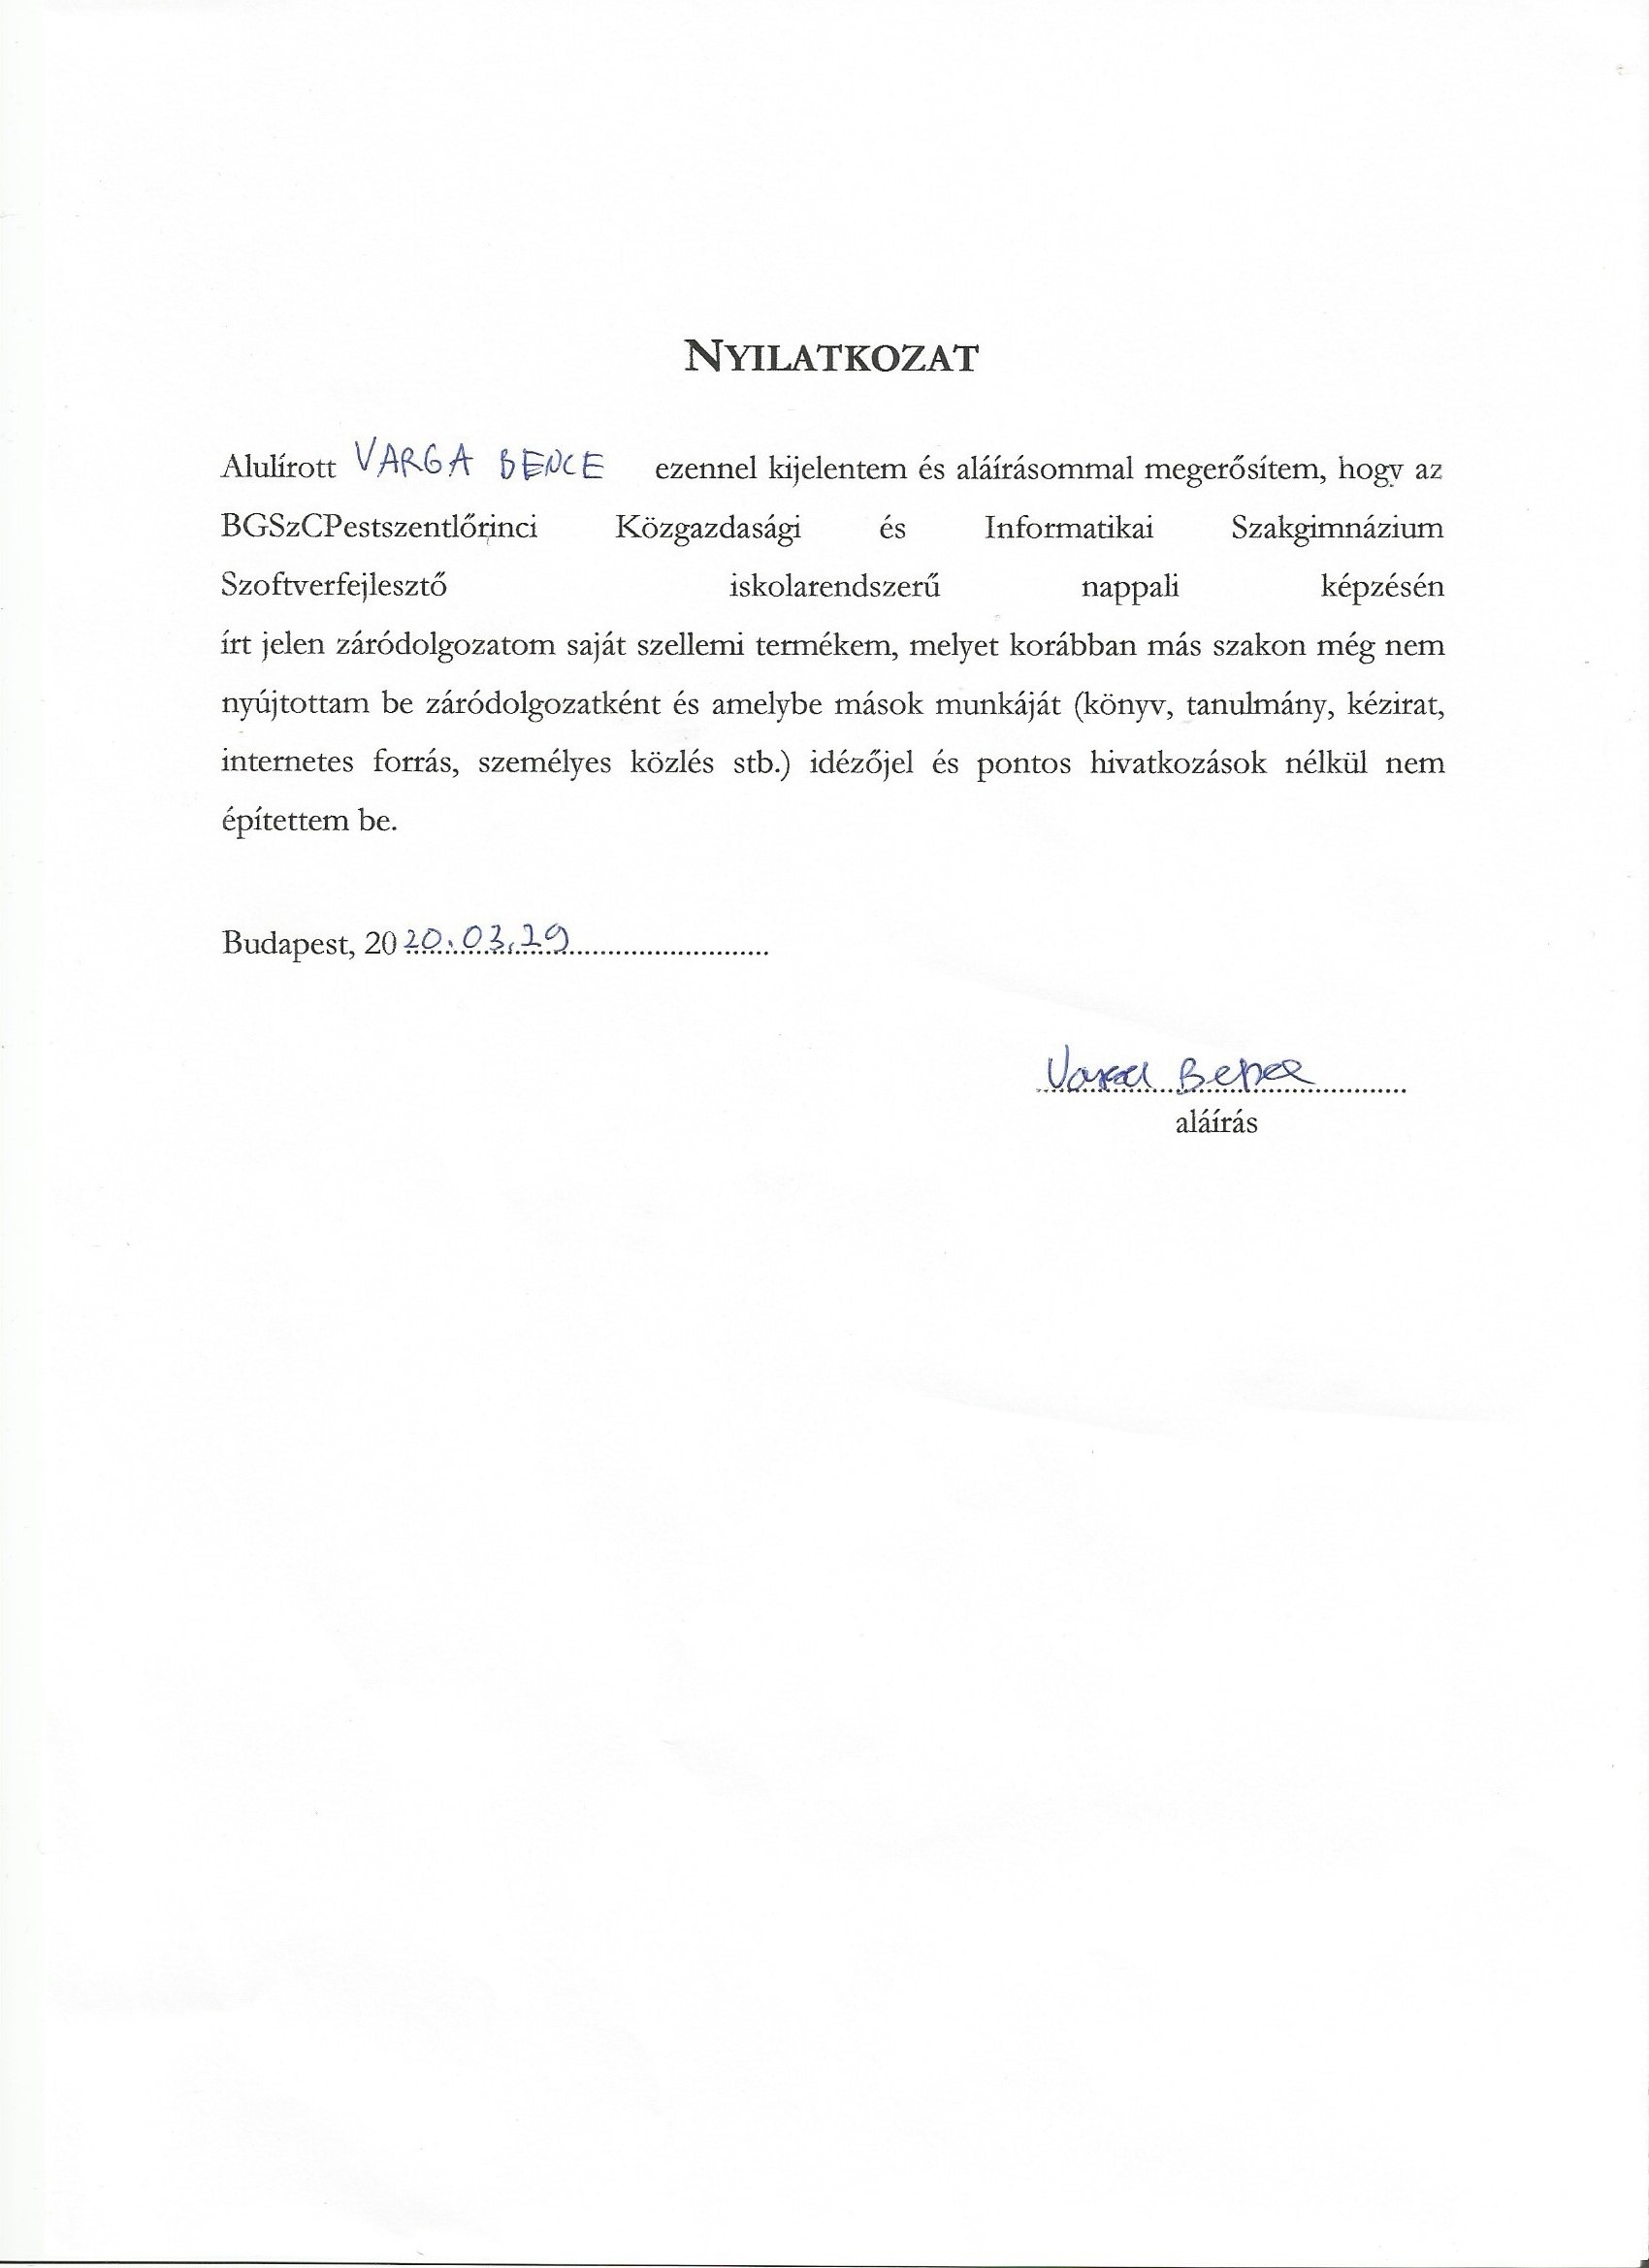 NYILATKOZAT
Alulírott VARGA BENCE ezennel kijelentem és aláírásommal megerősítem, hogy az
BGSzCPestszentlőrinci Közgazdasági és Informatikai Szakgimnázium
Szoftverfejlesztő iskolarendszerű nappali képzésén
írt jelen záródolgozatom saját szellemi termékem, melyet korábban más szakon még nem
nyújtottam be záródolgozatként és amelybe mások munkáját (könyv, tanulmány, kézirat,
internetes forrás, személyes közlés stb.) idézőjel és pontos hivatkozások nélkül nem
építettem be.
Budapest, 2020.03.29
Varga Bence
aláírás